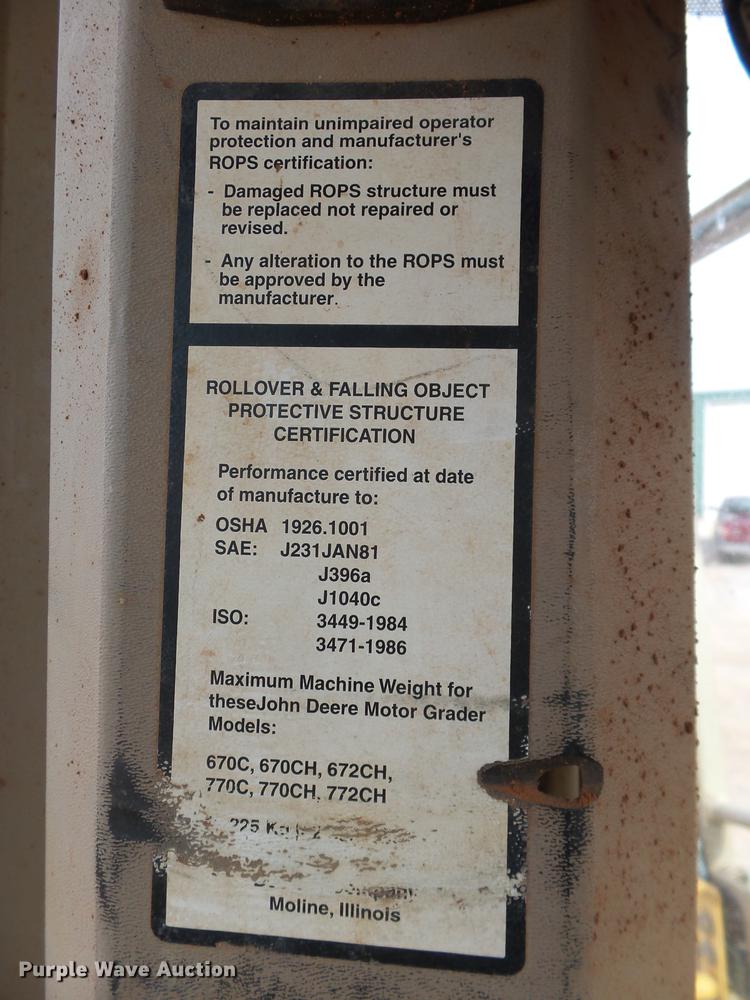 To maintain unimpaired operator
protection and manufacturer's
ROPS certification:
- Damaged ROPS structure must
be replaced not repaired or
revised.
- Any alteration to the ROPS must
be approved by the
manufacturer.
ROLLOVER & FALLING OBJECT
PROTECTIVE STRUCTURE
CERTIFICATION
Performance certified at date
of manufacture to:
OSHA 1926.1001
SAE: J231JAN81
J396a
J1040c
ISO: 3449-1984
3471-1986
Maximum Machine Weight for
theseJohn Deere Motor Grader
Models:
670C, 670CH, 672CH,
770C, 770CH, 772CH
Company
Moline, Illinois
Purple Wave Auction